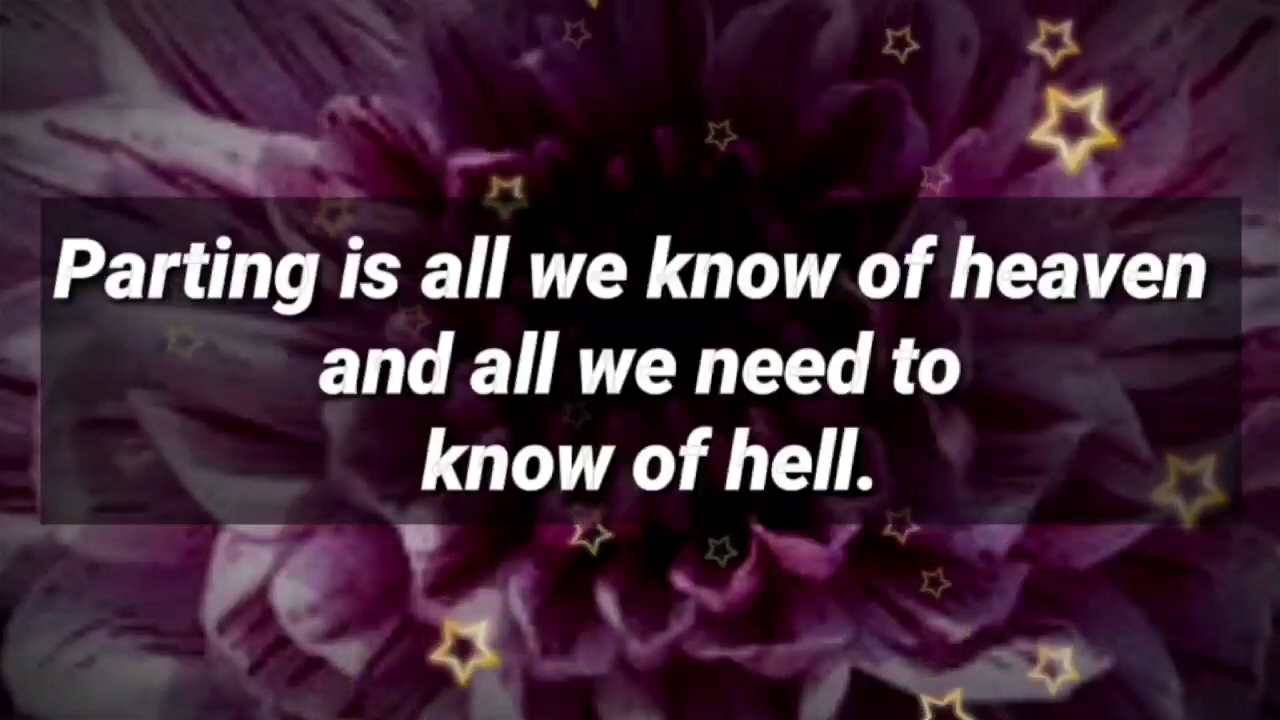 Parting is all we know of heaven
and all we need to
know of hell.